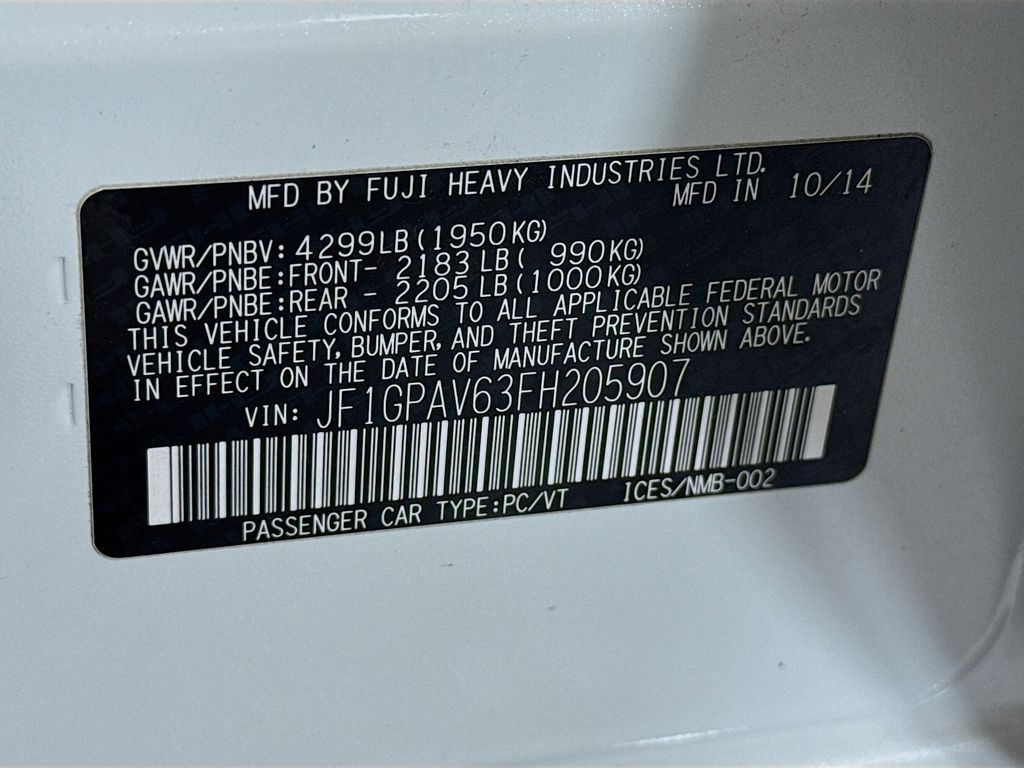 MFD BY FUJI HEAVY INDUSTRIES LTD.
MFD IN 10/14
GVWR/PNBV: 4299LB(1950KG)
GAWR/PNBE:FRONT- 2183LB( 990KG)
GAWR/PNBE:REAR - 2205LB(1000KG)
THIS VEHICLE CONFORMS TO ALL APPLICABLE FEDERAL MOTOR
VEHICLE SAFETY, BUMPER, AND THEFT PREVENTION STANDARDS
IN EFFECT ON THE DATE OF MANUFACTURE SHOWN ABOVE.
VIN: JF1GPAV63FH205907
PASSENGER CAR TYPE:PC/VT ICES/NMB-002